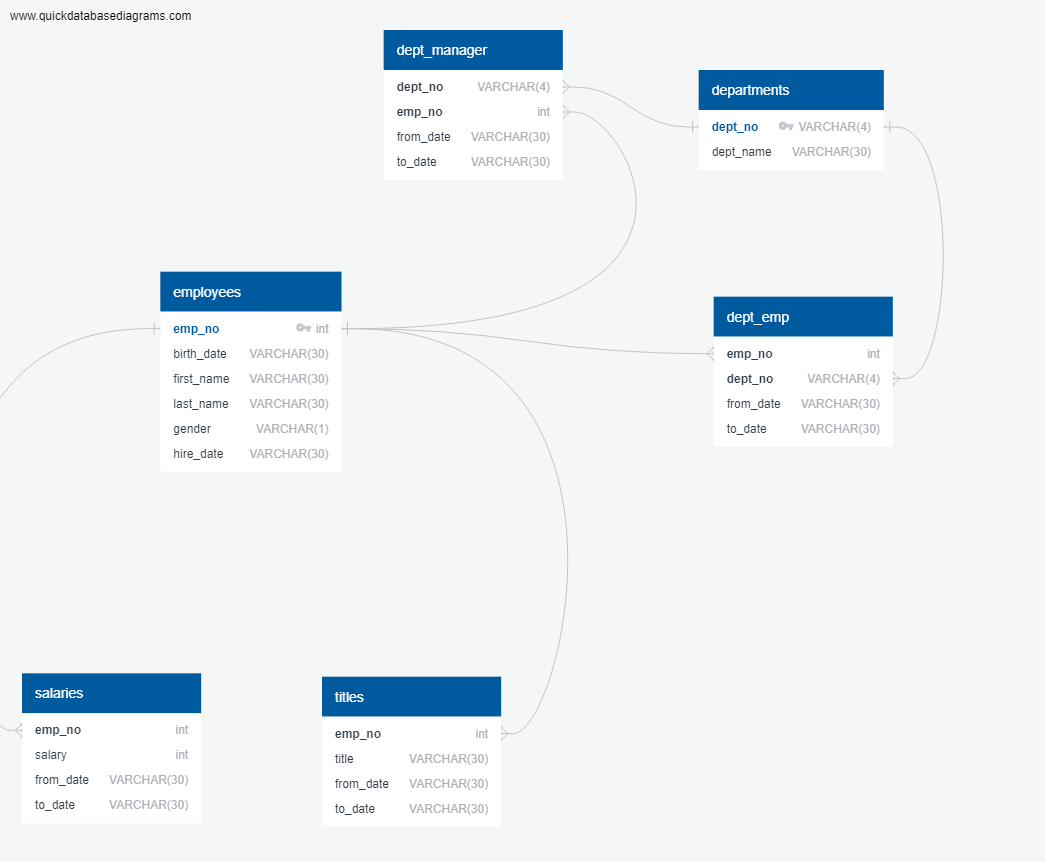 www.quickdatabasediagrams.com
dept_manager
dept_no VARCHAR(4)
emp_no int
from_date VARCHAR(30)
to_date VARCHAR(30)
departments
dept_no VARCHAR(4)
dept_name VARCHAR(30)
employees
emp_no int
birth_date VARCHAR(30)
first_name VARCHAR(30)
last_name VARCHAR(30)
gender VARCHAR(1)
hire_date VARCHAR(30)
dept_emp
emp_no int
dept_no VARCHAR(4)
from_date VARCHAR(30)
to_date VARCHAR(30)
salaries
emp_no int
salary int
from_date VARCHAR(30)
to_date VARCHAR(30)
titles
emp_no int
title VARCHAR(30)
from_date VARCHAR(30)
to_date VARCHAR(30)